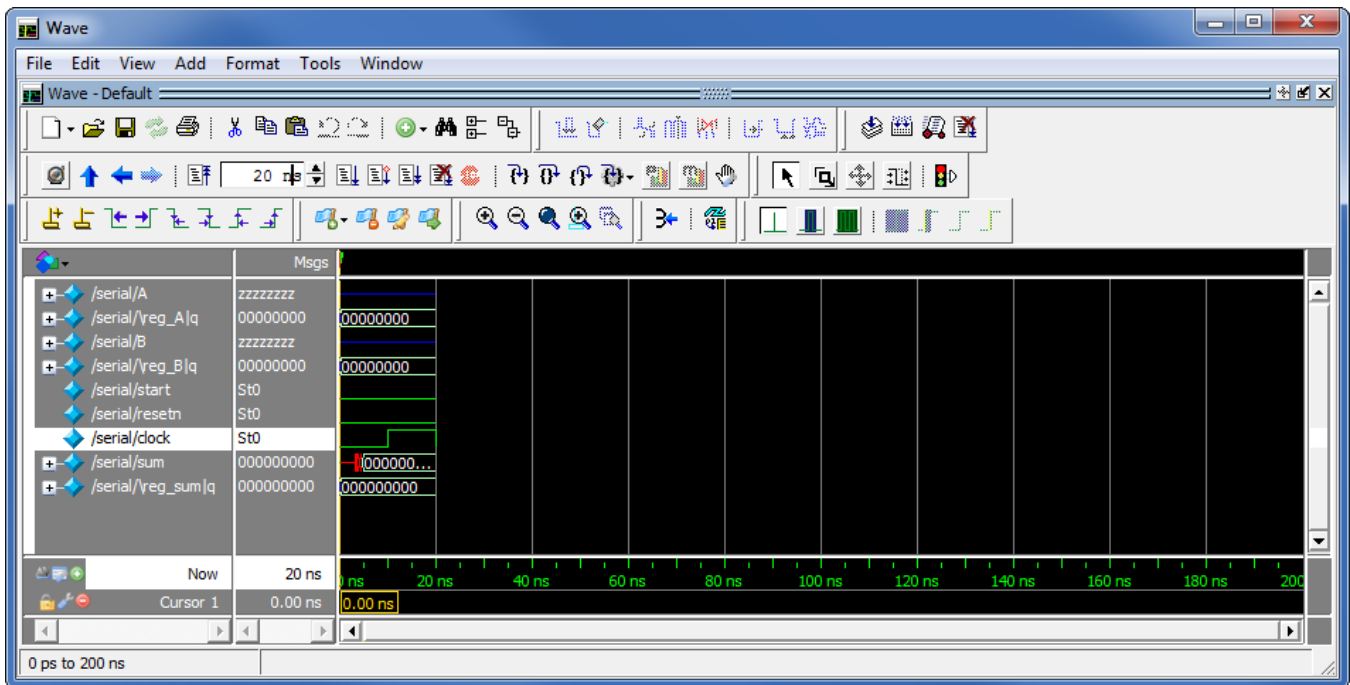 Wave
File Edit View Add Format Tools Window
Wave - Default
20 ns
Msgs
/serial/A zzzzzzzz
/serial/\reg_A|q 00000000 00000000
/serial/B zzzzzzzz
/serial/\reg_B|q 00000000 00000000
/serial/start St0
/serial/resetn St0
/serial/clock St0
/serial/sum 000000000 000000...
/serial/\reg_sum|q 000000000 000000000
Now 20 ns ns 20 ns 40 ns 60 ns 80 ns 100 ns 120 ns 140 ns 160 ns 180 ns 200
Cursor 1 0.00 ns 0.00 ns
0 ps to 200 ns